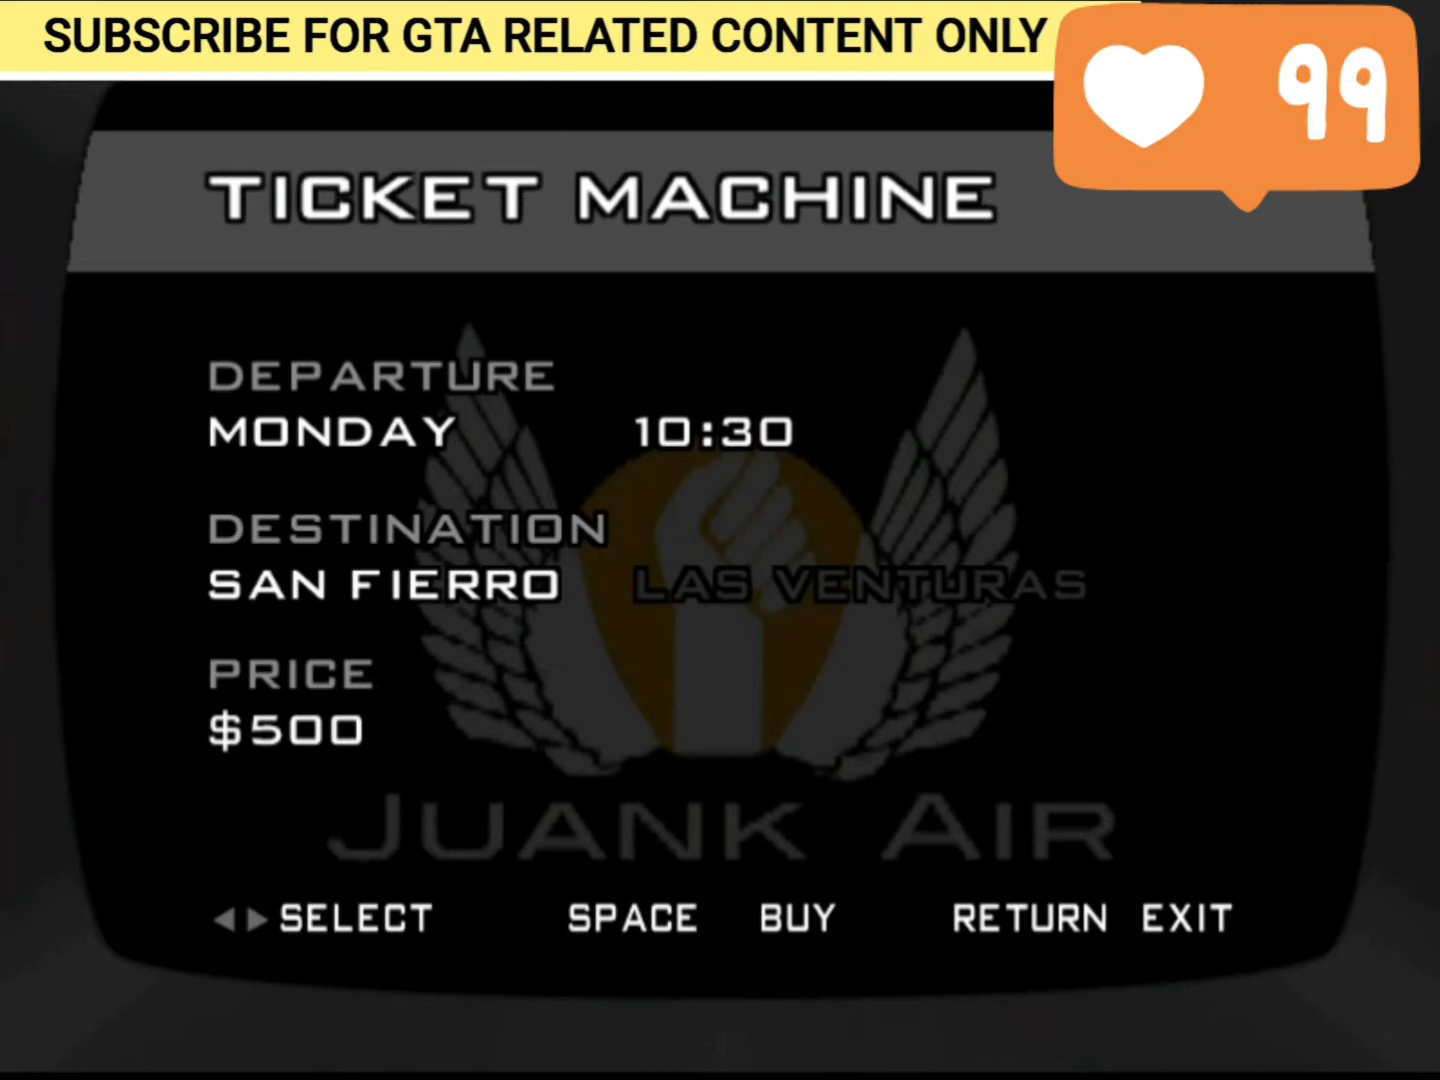 SUBSCRIBE FOR GTA RELATED CONTENT ONLY
99
TICKET MACHINE
DEPARTURE
MONDAY 10:30
DESTINATION
SAN FIERRO LAS VENTURAS
PRICE
$500
JUANK AIR
SELECT SPACE BUY RETURN EXIT